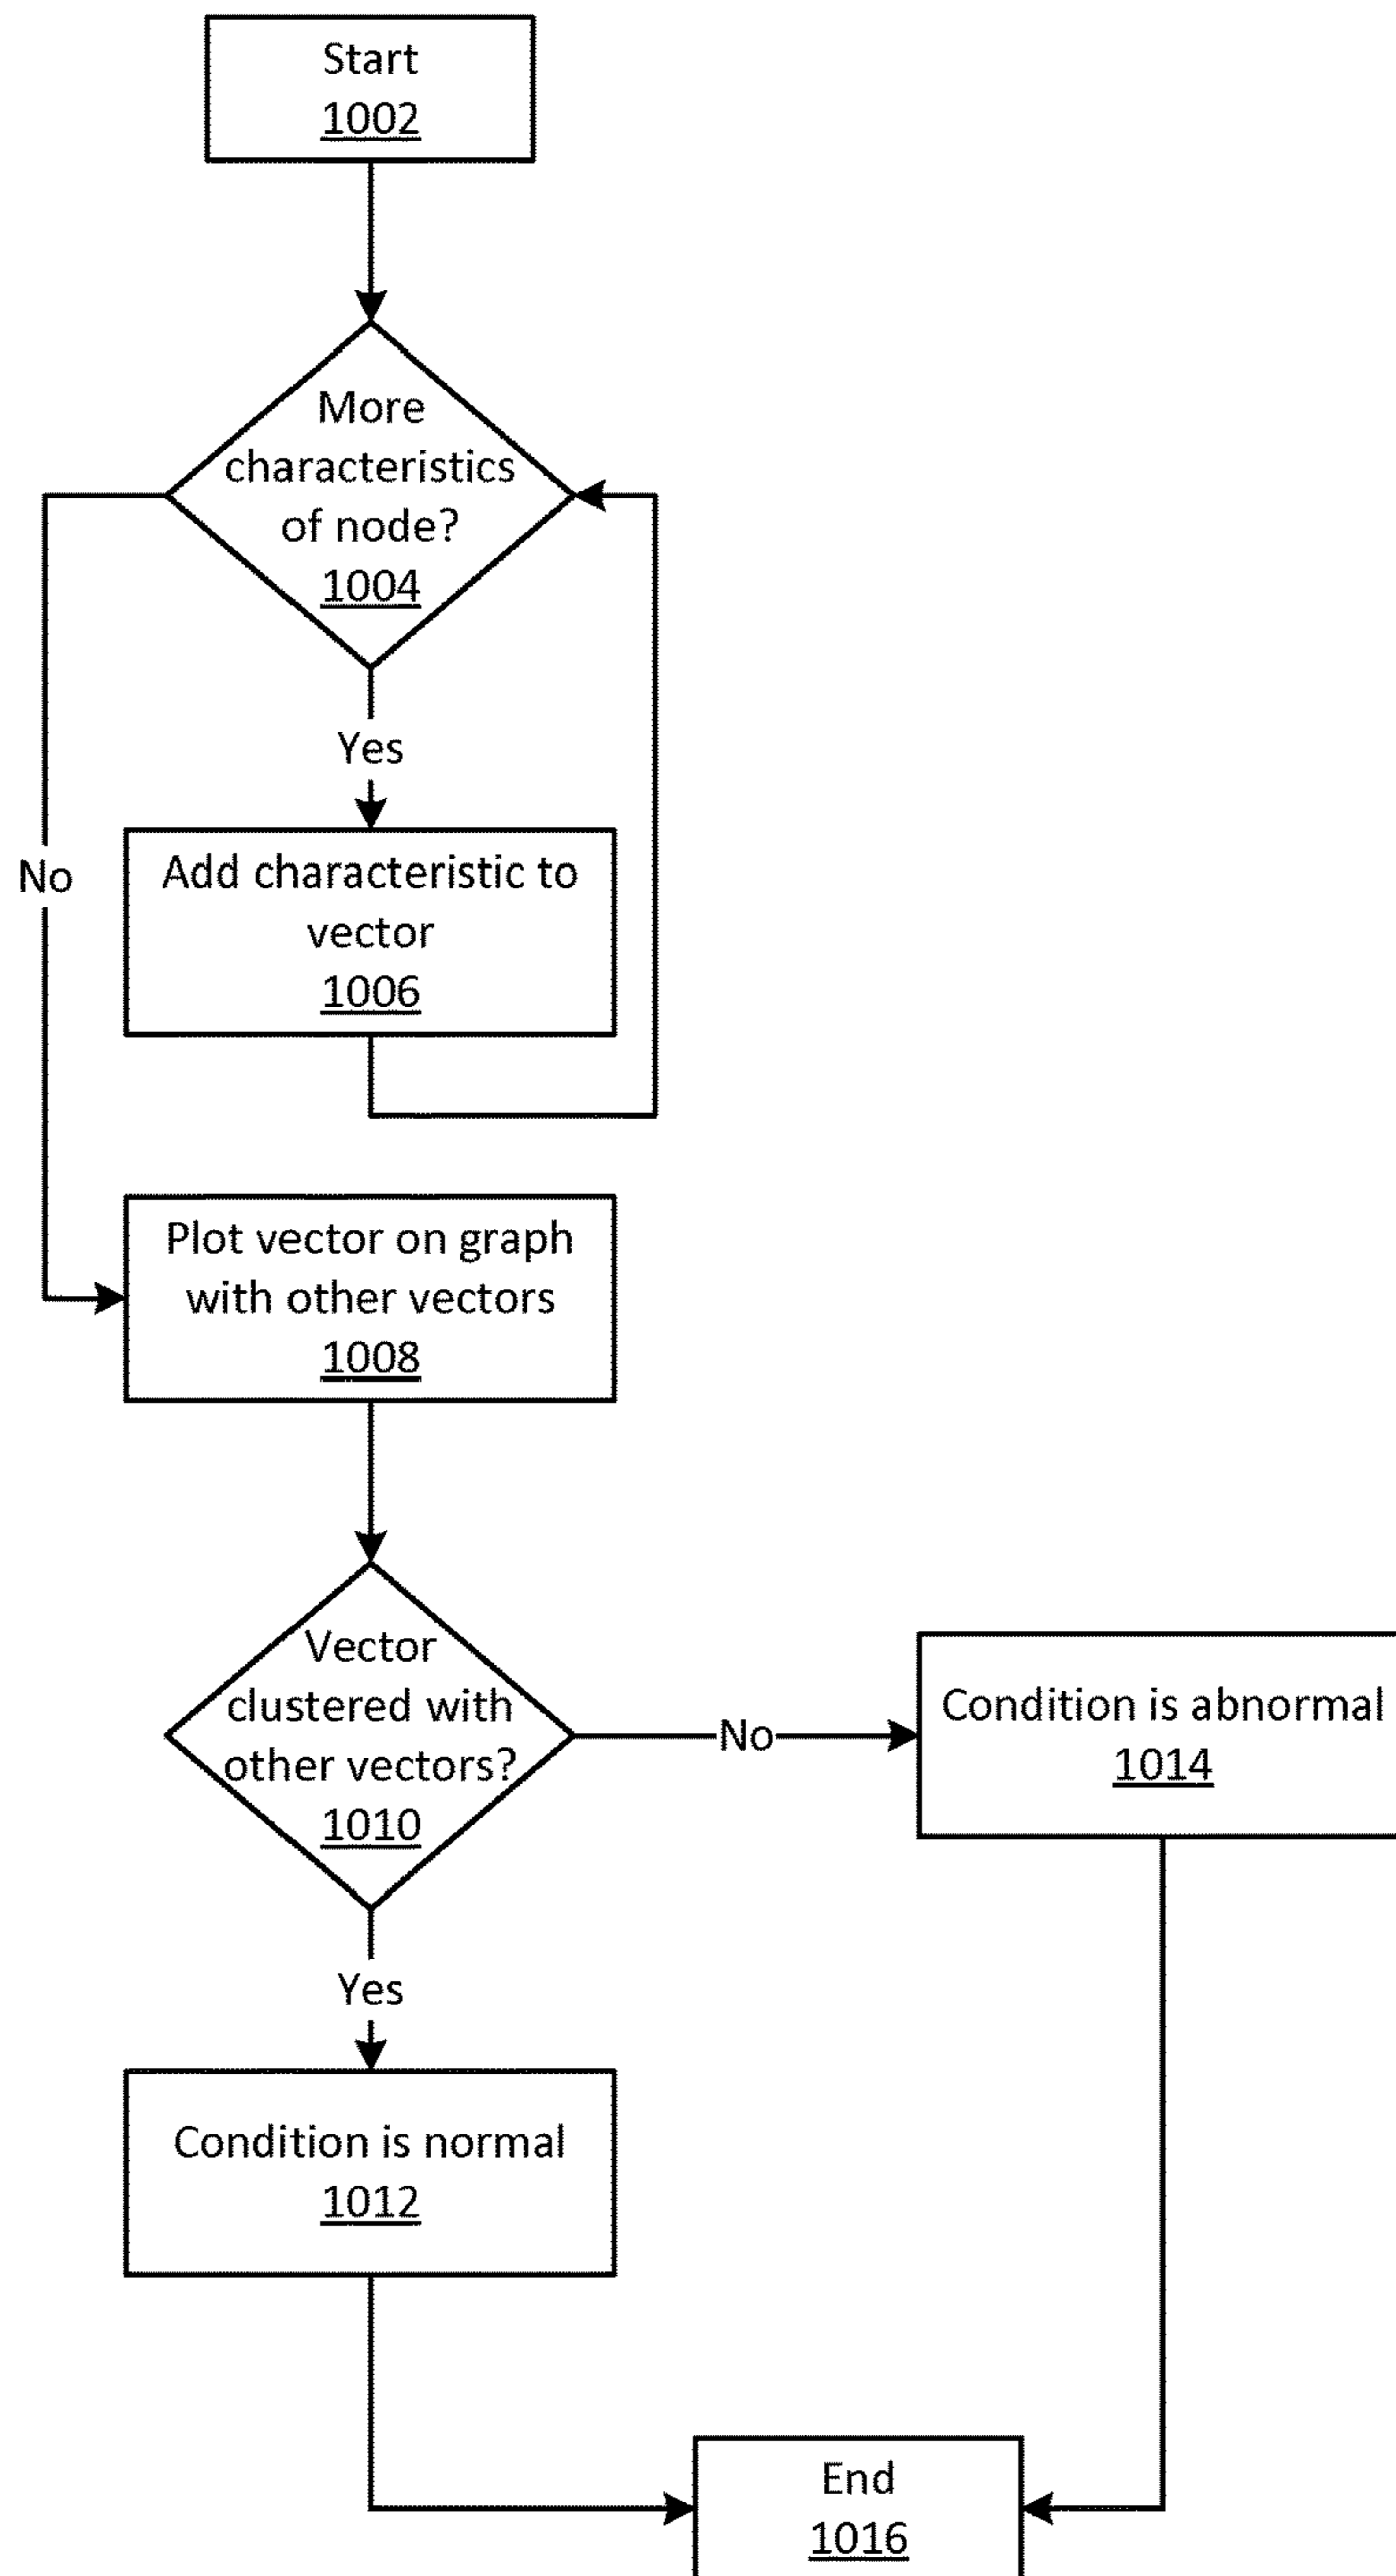 Start
1002
More
characteristics
of node?
1004
Yes
No
Add characteristic to
vector
1006
Plot vector on graph
with other vectors
1008
Vector
clustered with
other vectors?
1010
No
Condition is abnormal
1014
Yes
Condition is normal
1012
End
1016